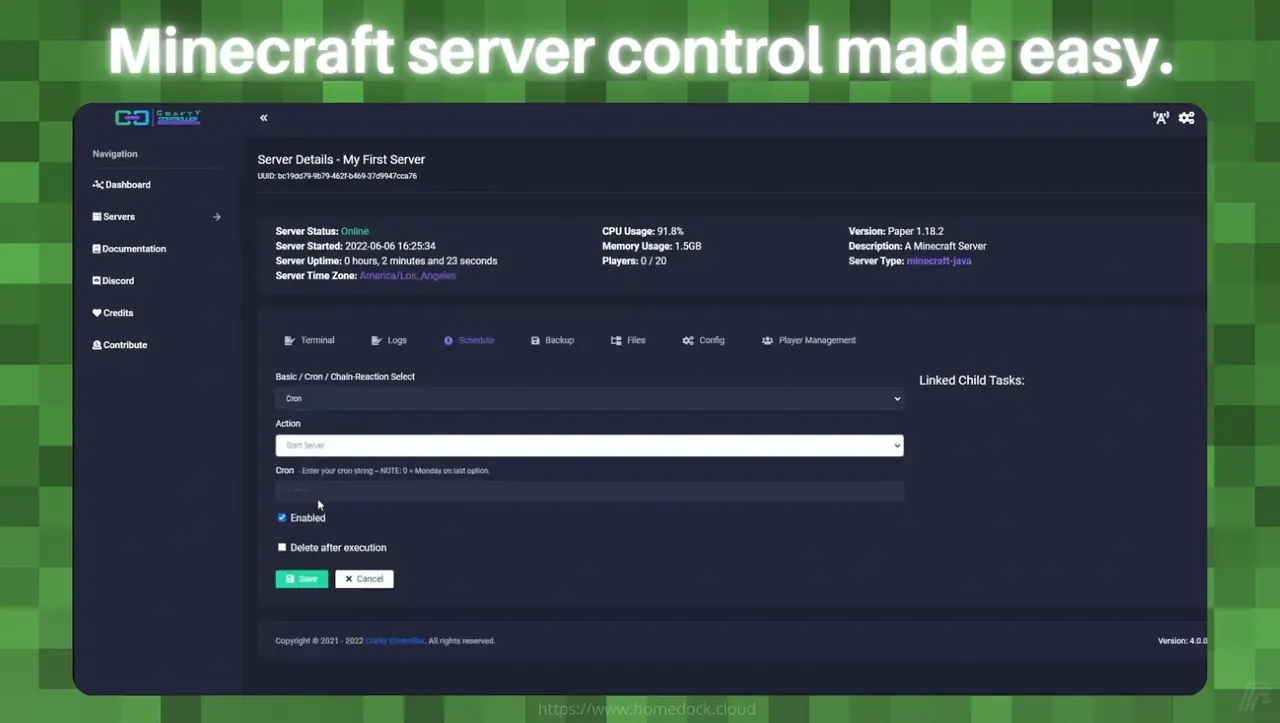 Minecraft server control made easy.
CRAFTY
CONTROLLER
«
Navigation
Dashboard
Servers
Documentation
Discord
Credits
Contribute
Server Details - My First Server
UUID: bc19dd79-9b79-462f-b469-37d9947cca76
Server Status: Online
Server Started: 2022-06-06 16:25:34
Server Uptime: 0 hours, 2 minutes and 23 seconds
Server Time Zone: America/Los_Angeles
CPU Usage: 91.8%
Memory Usage: 1.5GB
Players: 0 / 20
Version: Paper 1.18.2
Description: A Minecraft Server
Server Type: minecraft-java
Terminal Logs Schedule Backup Files Config Player Management
Basic / Cron / Chain-Reaction Select
Cron
Action
Start Server
Cron - Enter your cron string – NOTE: 0 = Monday on last option.
Enabled
Delete after execution
Save Cancel
Linked Child Tasks:
Copyright © 2021 - 2022 Crafty Controller. All rights reserved.
Version: 4.0.0
https://www.homedock.cloud